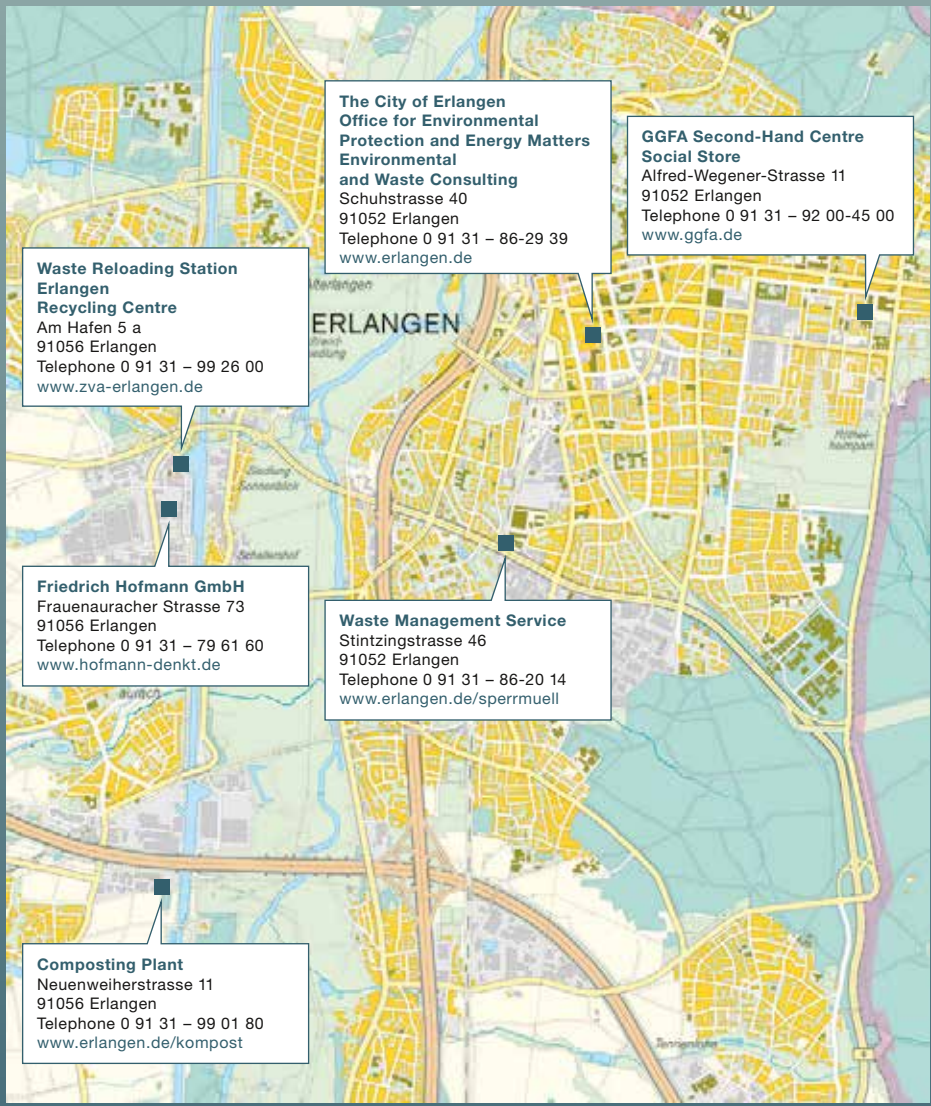 The City of Erlangen
Office for Environmental
Protection and Energy Matters
Environmental
and Waste Consulting
Schuhstrasse 40
91052 Erlangen
Telephone 0 91 31 – 86-29 39
www.erlangen.de
GGFA Second-Hand Centre
Social Store
Alfred-Wegener-Strasse 11
91052 Erlangen
Telephone 0 91 31 – 92 00-45 00
www.ggfa.de
Waste Reloading Station
Erlangen
Recycling Centre
Am Hafen 5 a
91056 Erlangen
Telephone 0 91 31 – 99 26 00
www.zva-erlangen.de
Alterlangen
ERLANGEN
Siedlung
Sonnenblick
Schallershof
Friedrich Hofmann GmbH
Frauenauracher Strasse 73
91056 Erlangen
Telephone 0 91 31 – 79 61 60
www.hofmann-denkt.de
Waste Management Service
Stintzingstrasse 46
91052 Erlangen
Telephone 0 91 31 – 86-20 14
www.erlangen.de/sperrmuell
aurach
Composting Plant
Neuenweiherstrasse 11
91056 Erlangen
Telephone 0 91 31 – 99 01 80
www.erlangen.de/kompost
Tennenlohe